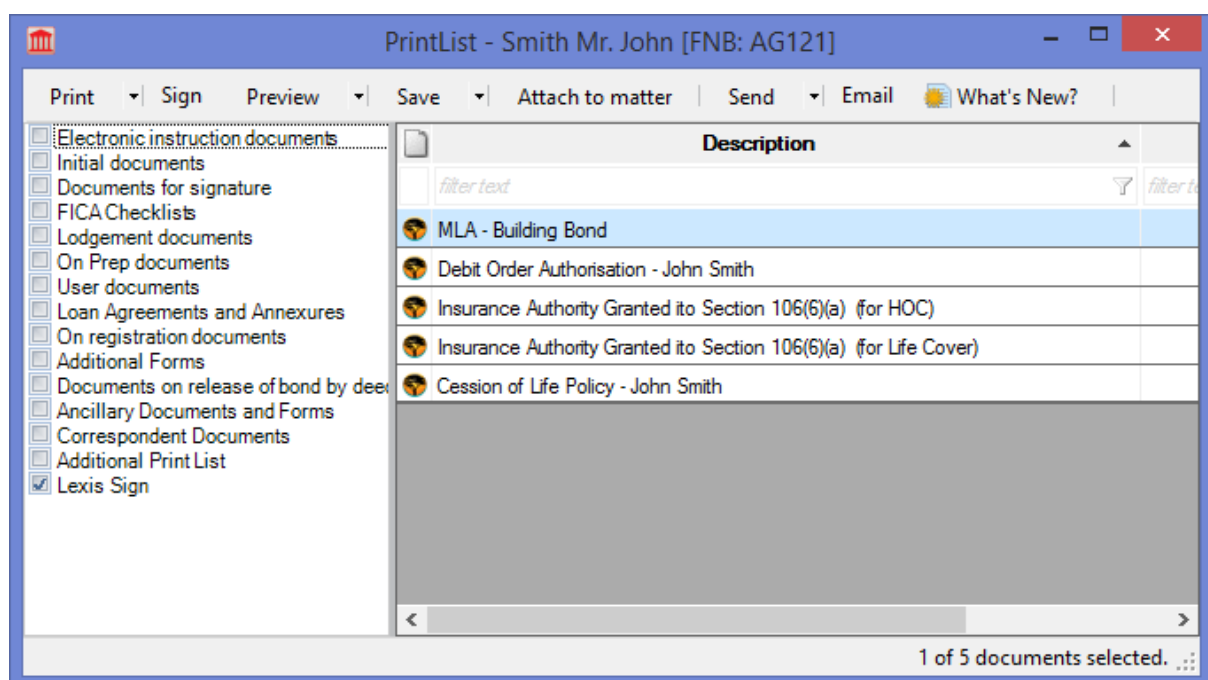 PrintList - Smith Mr. John [FNB: AG121]
Print Sign Preview Save Attach to matter Send Email What's New?
Electronic instruction documents
Initial documents
Documents for signature
FICA Checklists
Lodgement documents
On Prep documents
User documents
Loan Agreements and Annexures
On registration documents
Additional Forms
Documents on release of bond by deed
Ancillary Documents and Forms
Correspondent Documents
Additional Print List
Lexis Sign
Description
filter text filter te
MLA - Building Bond
Debit Order Authorisation - John Smith
Insurance Authority Granted ito Section 106(6)(a) (for HOC)
Insurance Authority Granted ito Section 106(6)(a) (for Life Cover)
Cession of Life Policy - John Smith
1 of 5 documents selected.